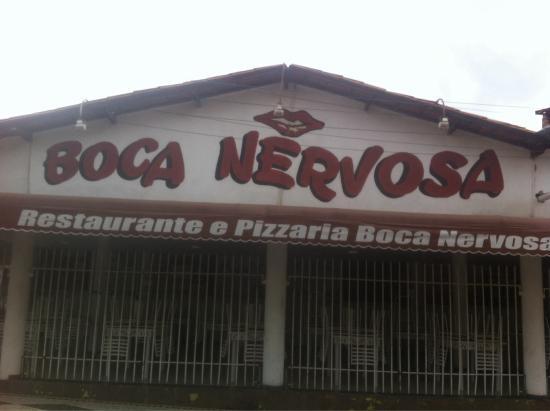 BOCA NERVOSA
Restaurante e Pizzaria Boca Nervosa